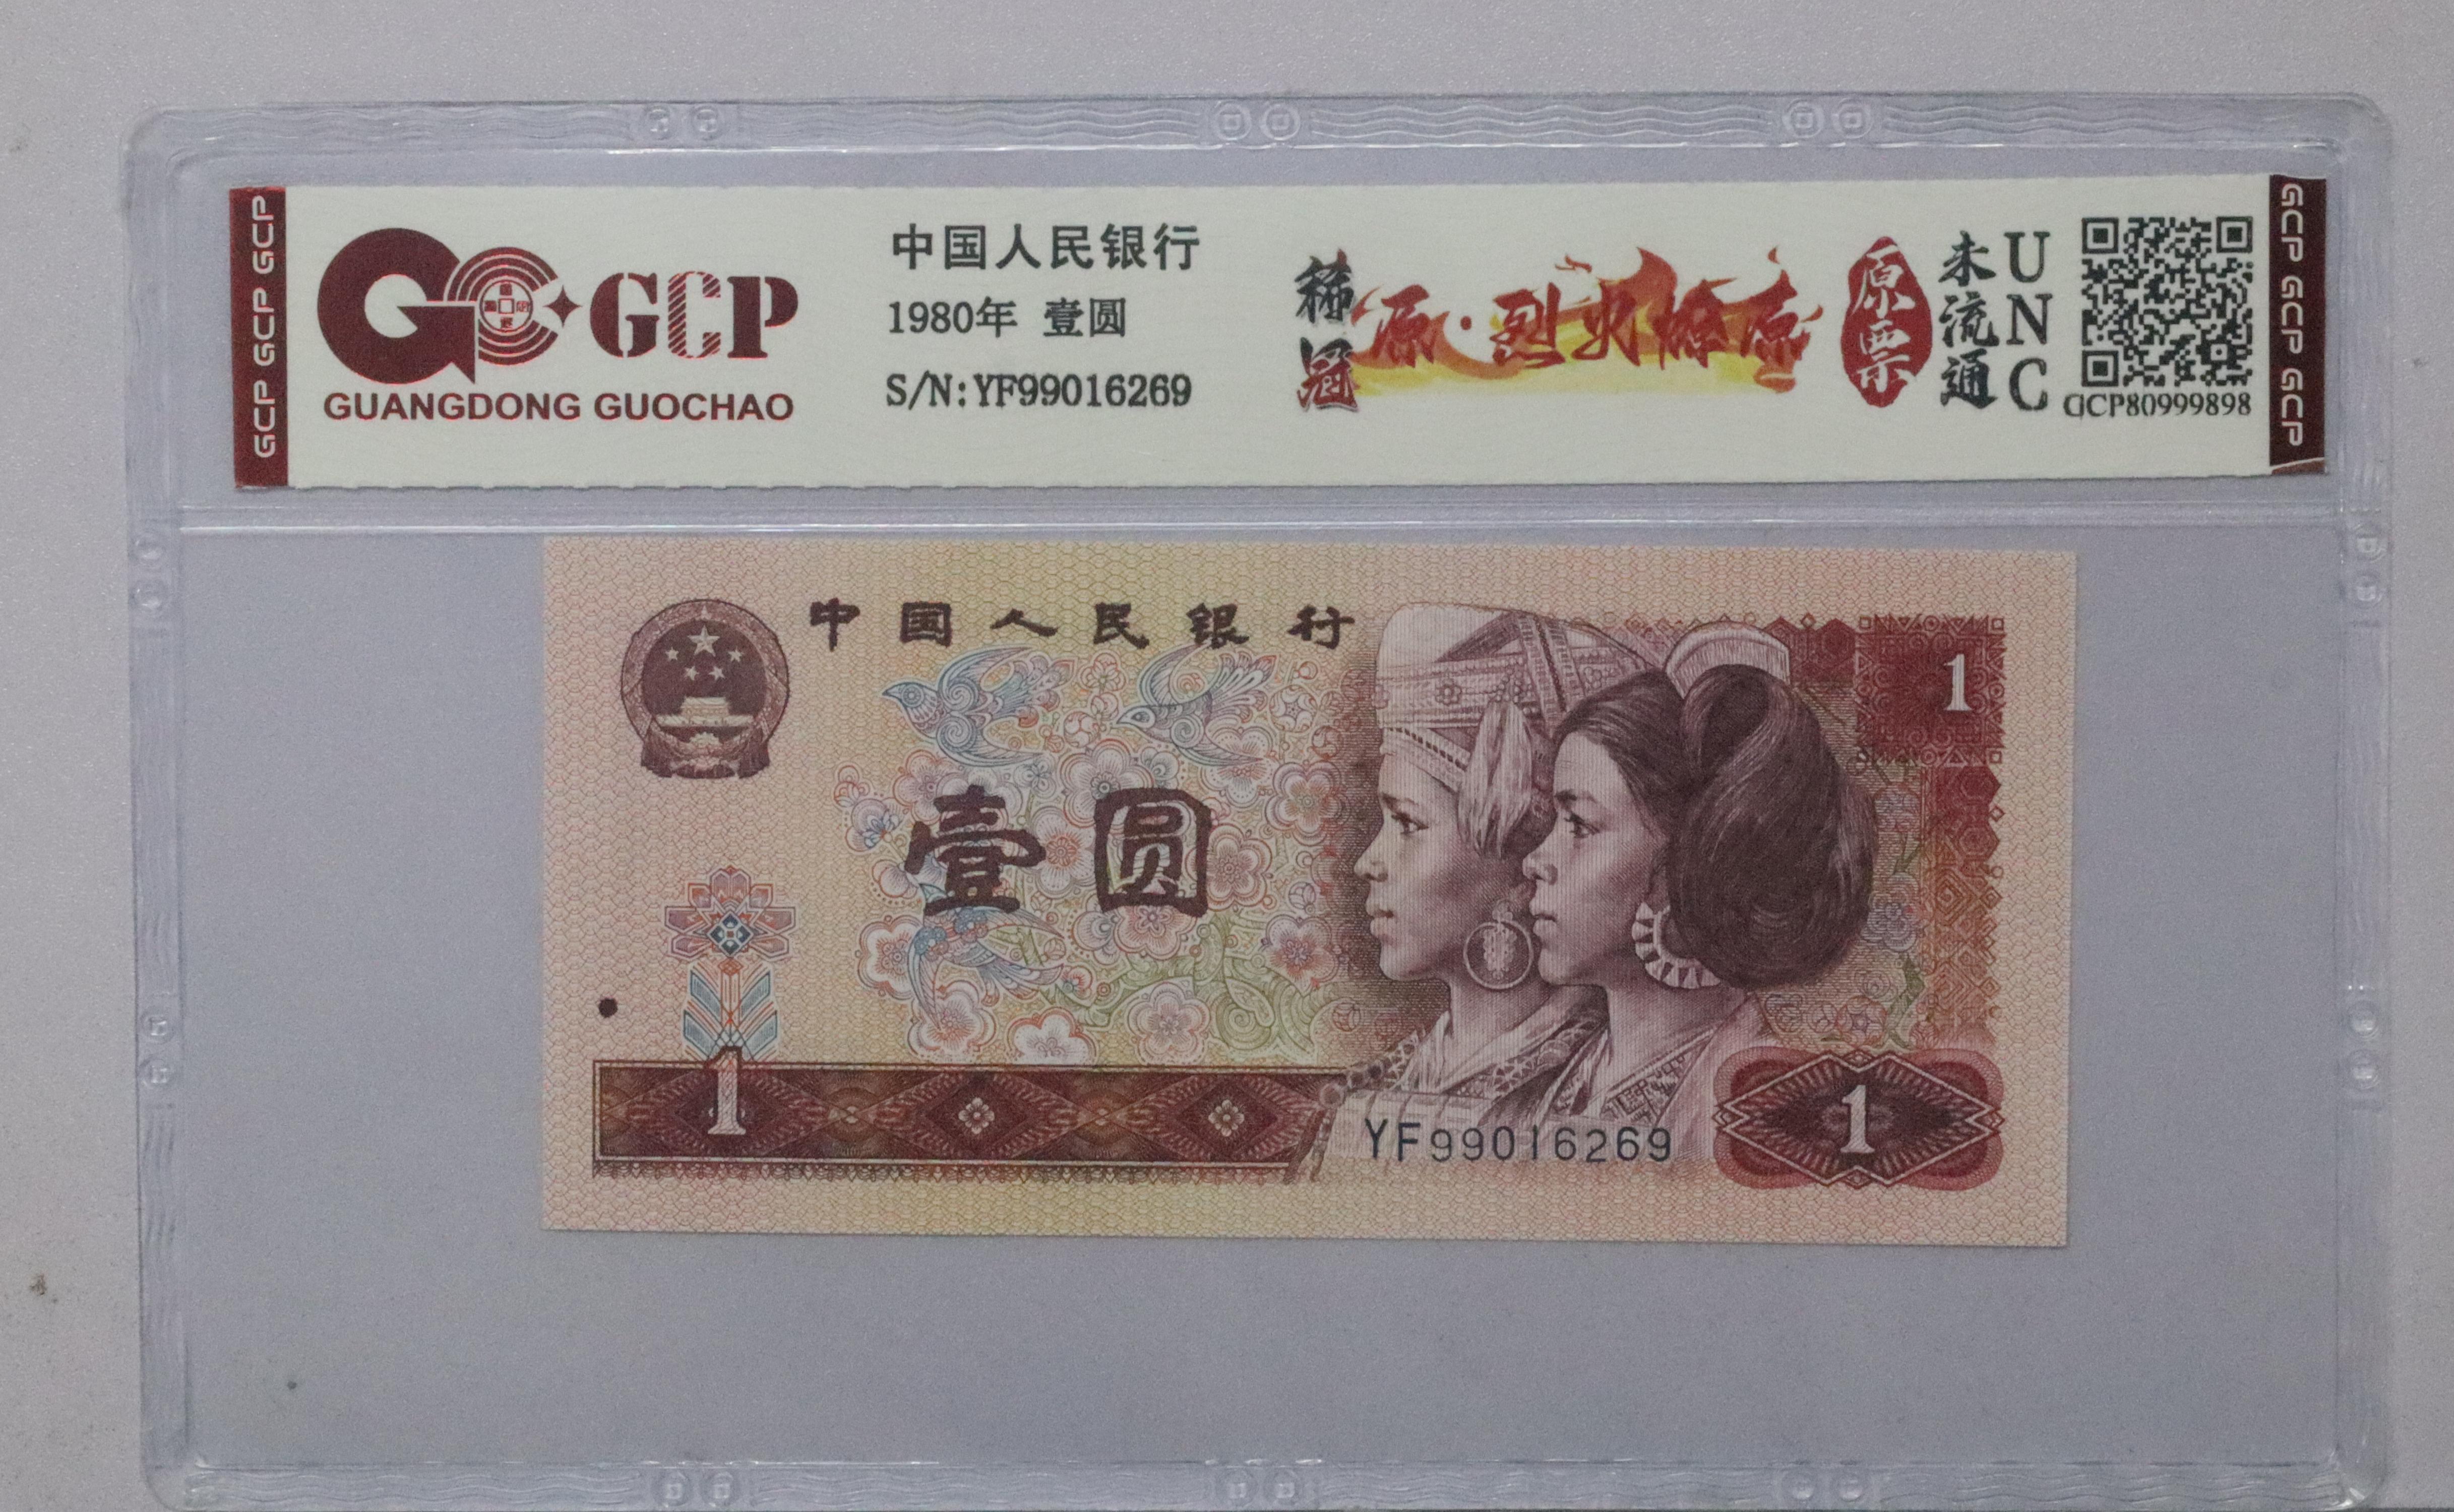 GCP GCP GCP
GCP
GUANGDONG GUOCHAO
中国人民银行
1980年 壹圆
S/N:YF99016269
稀冠
原·烈火燎原
原票
未流通
UNC
GCP80999898
GCP GCP GCP
中国人民银行
1
壹圆
1
YF99016269
1